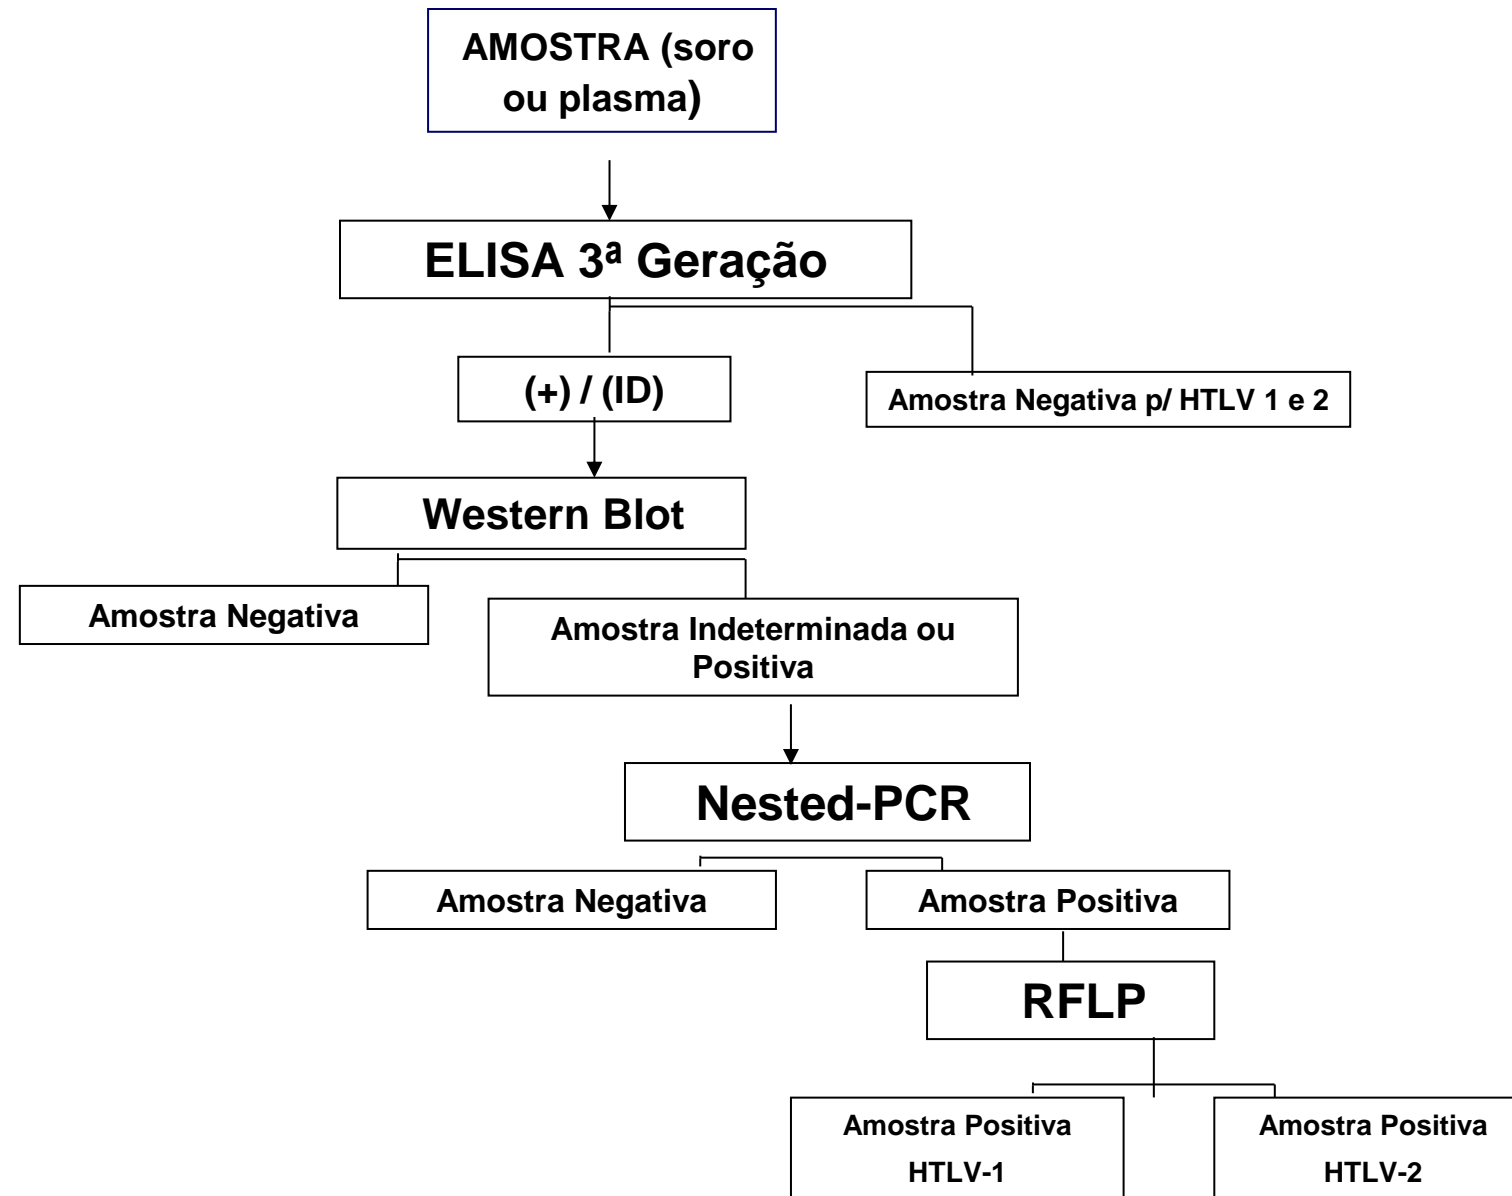 AMOSTRA (soro
ou plasma)
ELISA 3ª Geração
(+) / (ID)
Amostra Negativa p/ HTLV 1 e 2
Western Blot
Amostra Negativa
Amostra Indeterminada ou
Positiva
Nested-PCR
Amostra Negativa
Amostra Positiva
RFLP
Amostra Positiva
HTLV-1
Amostra Positiva
HTLV-2